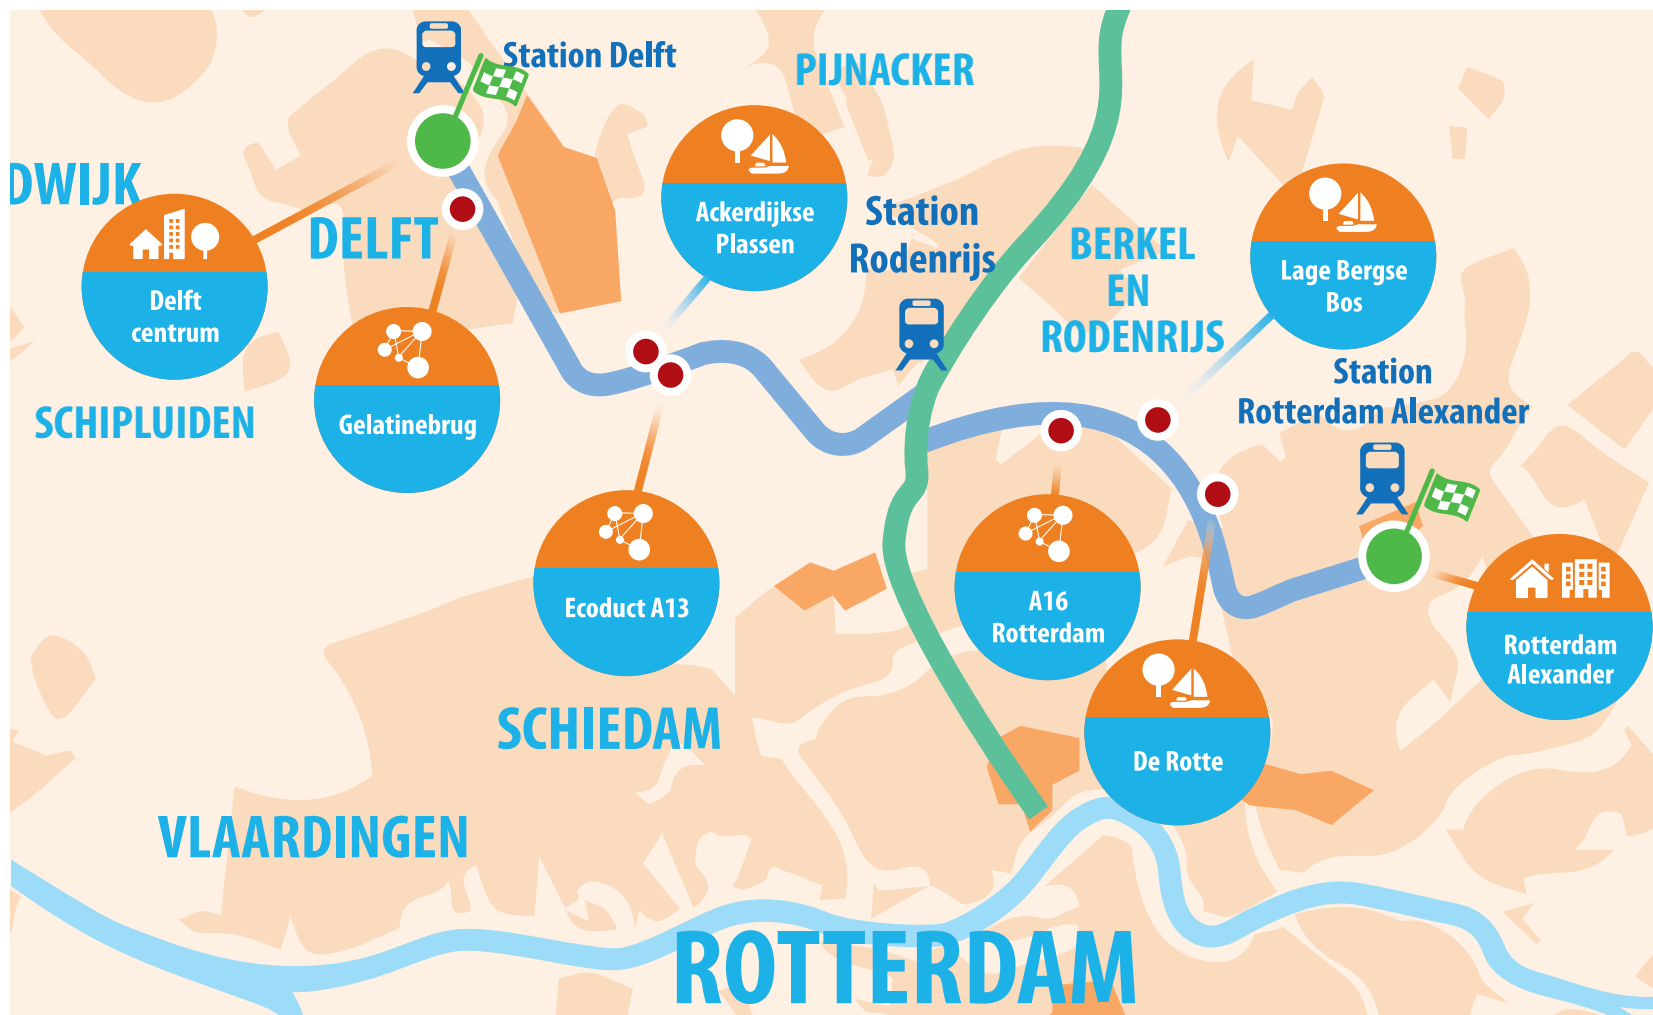 Station Delft
PIJNACKER
DWIJK
DELFT
Ackerdijkse
Plassen
Station
Rodenrijs
BERKEL
EN
RODENRIJS
Lage Bergse
Bos
Delft
centrum
Station
Rotterdam Alexander
SCHIPLUIDEN
Gelatinebrug
Ecoduct A13
A16
Rotterdam
Rotterdam
Alexander
SCHIEDAM
De Rotte
VLAARDINGEN
ROTTERDAM